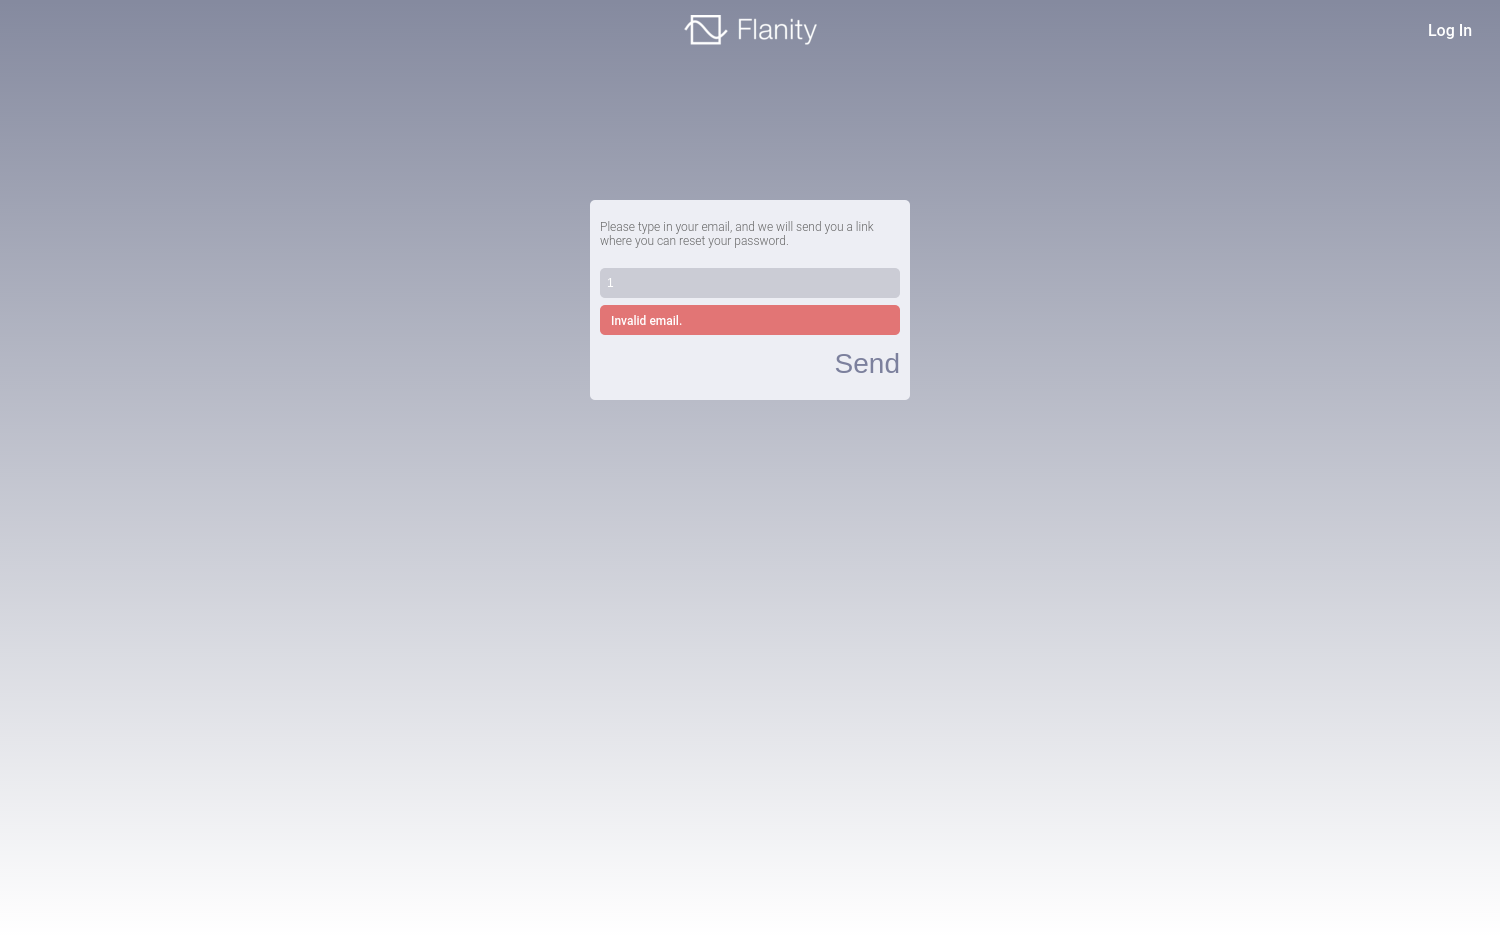 Flanity
Log In
Please type in your email, and we will send you a link
where you can reset your password.
1
Invalid email.
Send